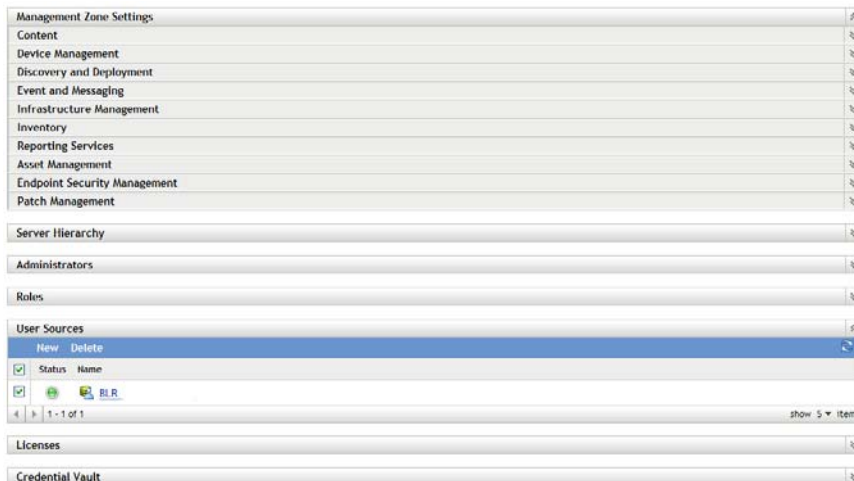 Management Zone Settings
Content
Device Management
Discovery and Deployment
Event and Messaging
Infrastructure Management
Inventory
Reporting Services
Asset Management
Endpoint Security Management
Patch Management
Server Hierarchy
Administrators
Roles
User Sources
New Delete
Status Name
BLR
1 - 1 of 1 show 5 item
Licenses
Credential Vault